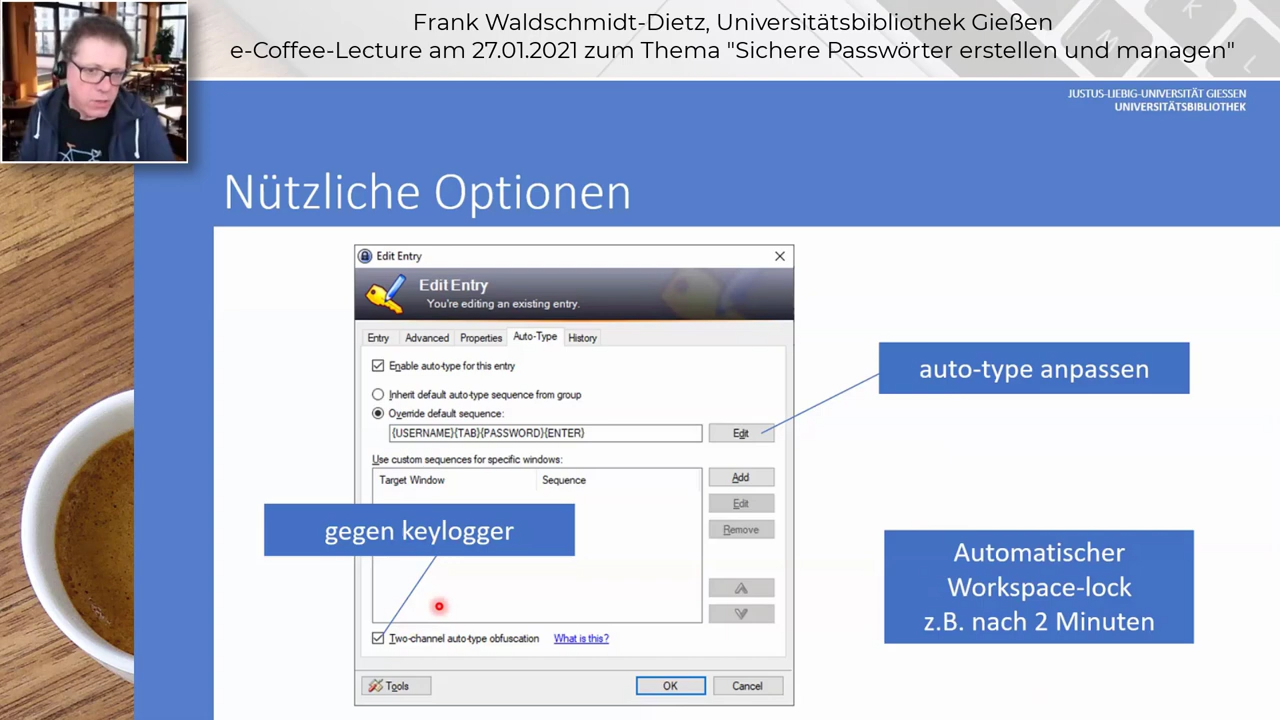 Frank Waldschmidt-Dietz, Universitätsbibliothek Gießen
e-Coffee-Lecture am 27.01.2021 zum Thema "Sichere Passwörter erstellen und managen"
JUSTUS-LIEBIG-UNIVERSITÄT GIESSEN
UNIVERSITÄTSBIBLIOTHEK
Nützliche Optionen
Edit Entry
Edit Entry
You're editing an existing entry.
Entry Advanced Properties Auto-Type History
Enable auto-type for this entry
Inherit default auto-type sequence from group
Override default sequence:
{USERNAME}{TAB}{PASSWORD}{ENTER} Edit
Use custom sequences for specific windows:
Target Window Sequence
Add
Edit
Remove
Two-channel auto-type obfuscation What is this?
Tools OK Cancel
auto-type anpassen
gegen keylogger
Automatischer
Workspace-lock
z.B. nach 2 Minuten